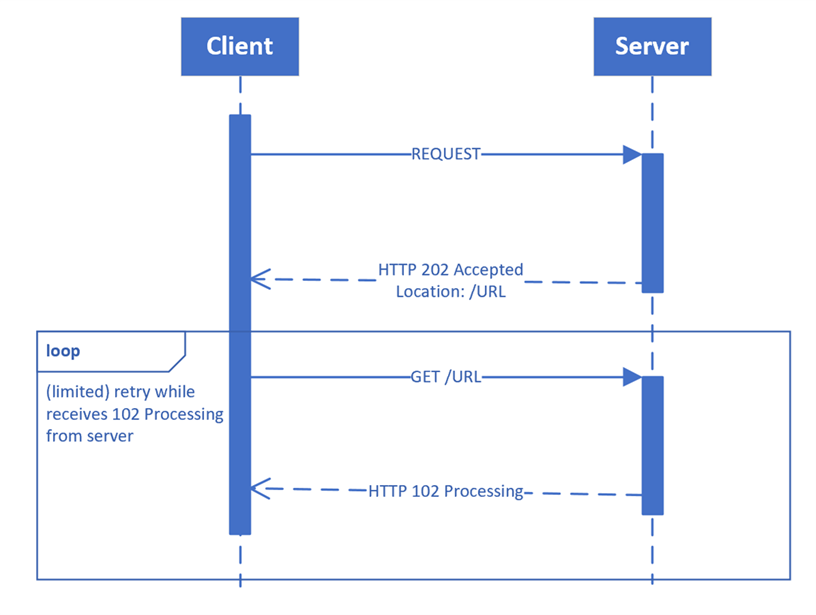 Client
Server
REQUEST
HTTP 202 Accepted
Location: /URL
loop
(limited) retry while
receives 102 Processing
from server
GET /URL
HTTP 102 Processing